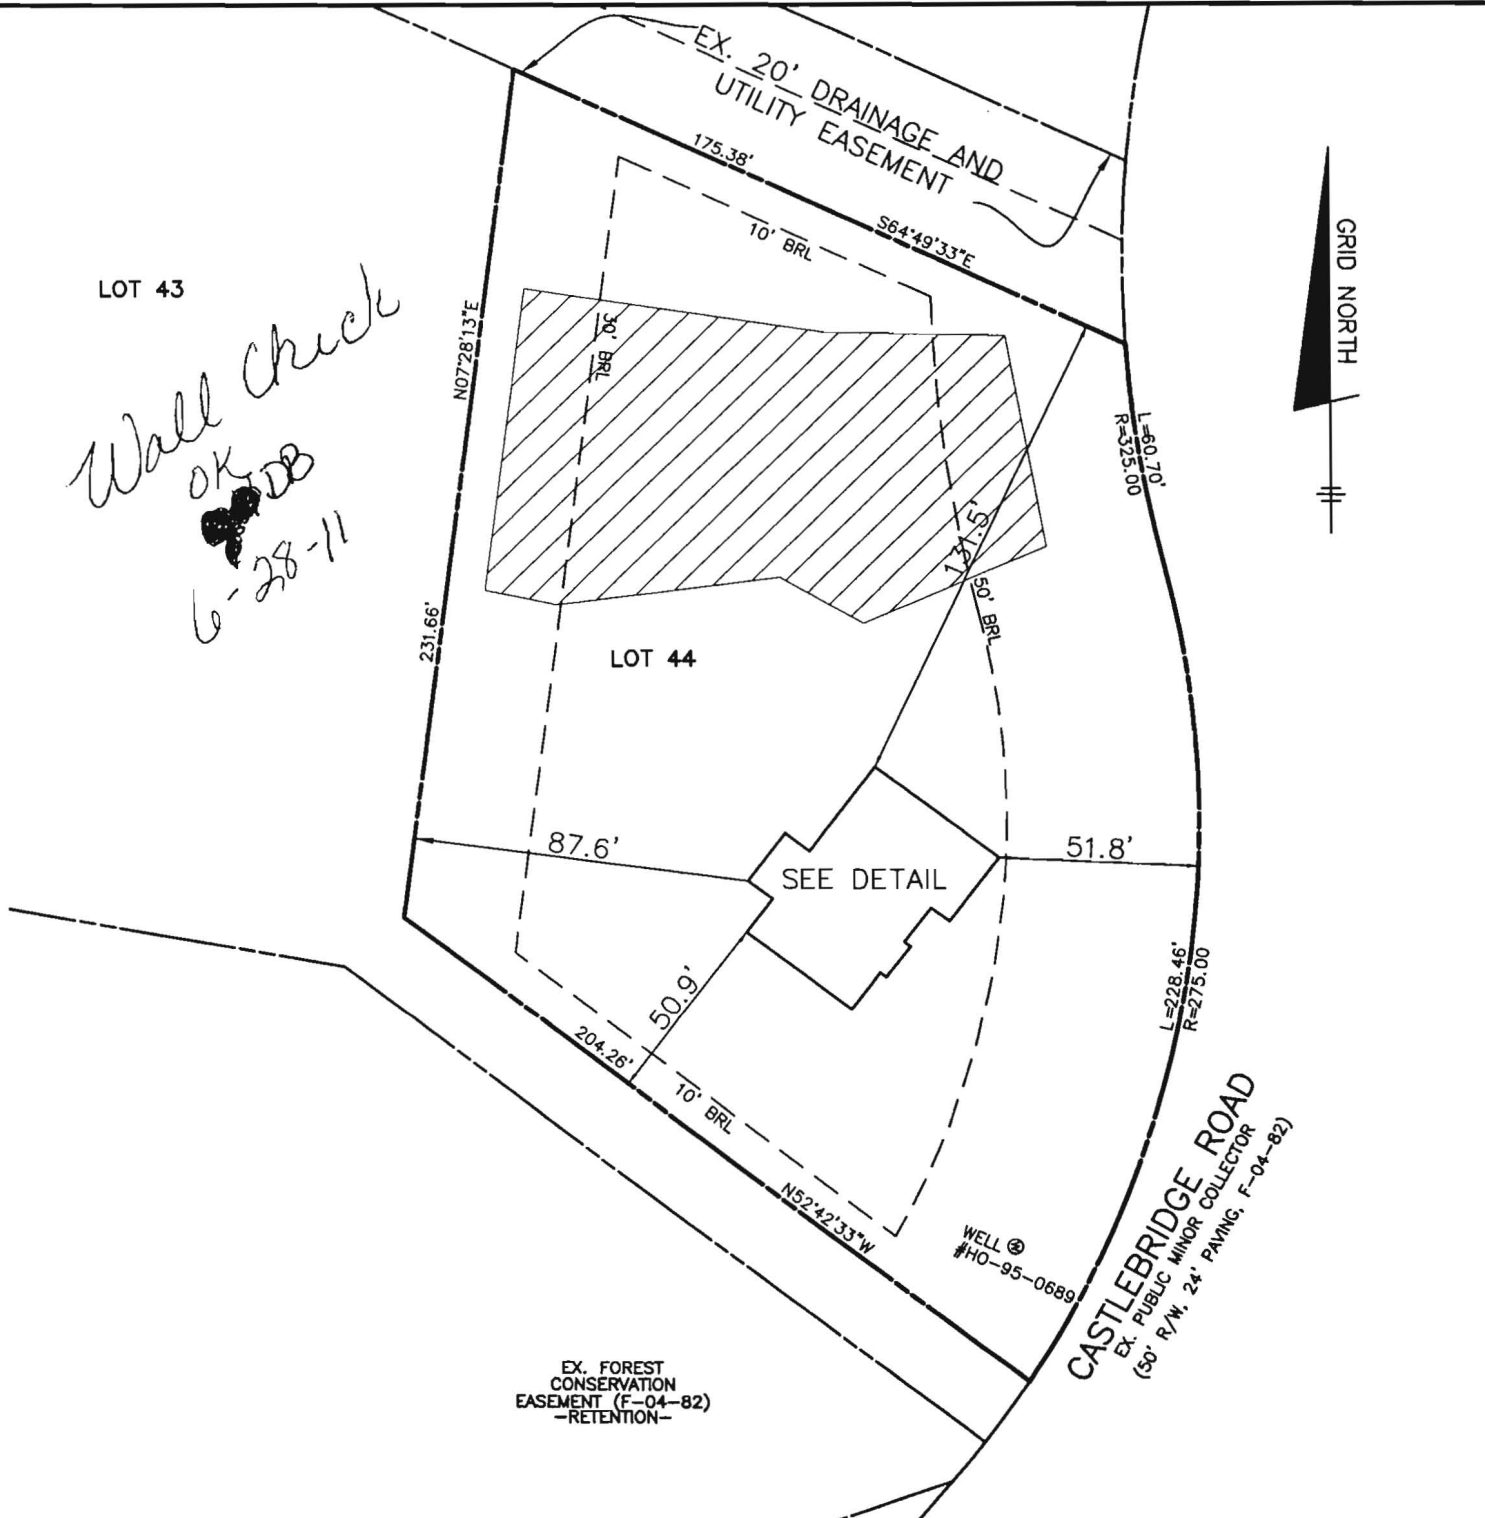 EX. 20' DRAINAGE AND
UTILITY EASEMENT
175.38'
S64°49'33"E
10' BRL
GRID NORTH
LOT 43
Wall Check
OK DB
6-28-11
N07°28'13"E
30' BRL
L=60.70'
R=325.00
137.5'
50' BRL
231.66'
LOT 44
87.6'
51.8'
SEE DETAIL
50.9'
204.26'
10' BRL
L=228.46'
R=275.00
N52°42'33"W
WELL
#HO-95-0689
CASTLEBRIDGE ROAD
EX. PUBLIC MINOR COLLECTOR
(50' R/W, 24' PAVING, F-04-82)
EX. FOREST
CONSERVATION
EASEMENT (F-04-82)
-RETENTION-